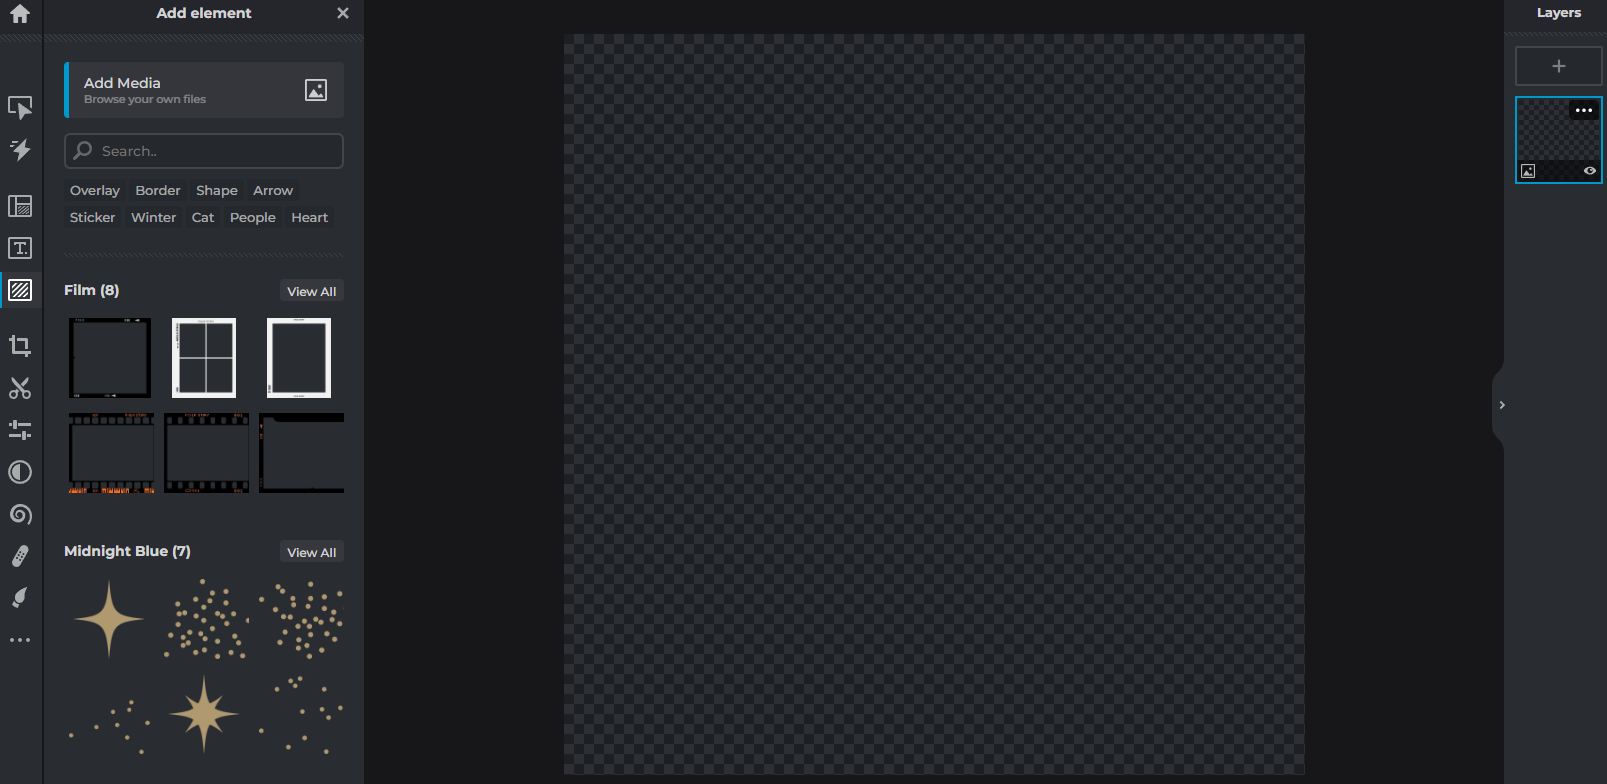 Add element
Layers
Add Media
Browse your own files
Search..
Overlay Border Shape Arrow
Sticker Winter Cat People Heart
Film (8)
View All
Midnight Blue (7)
View All